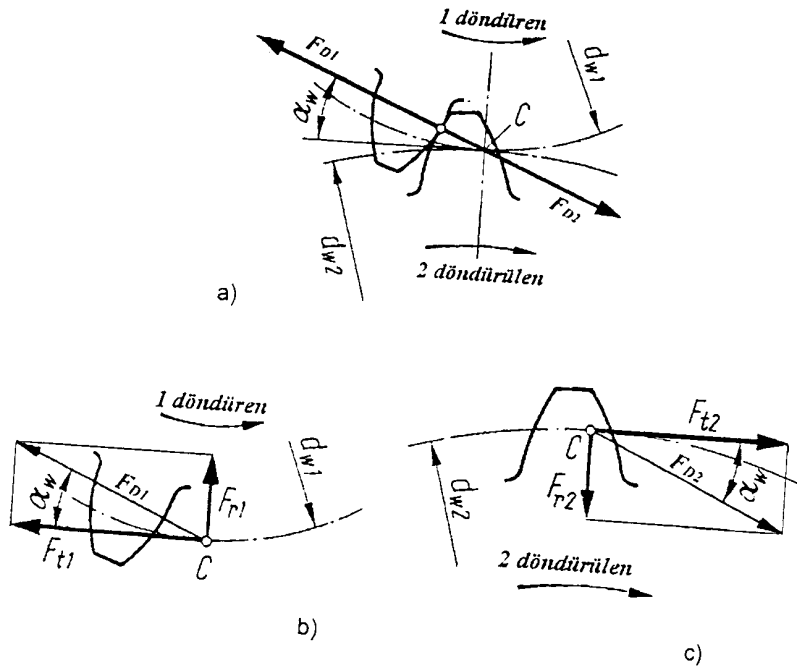 1 döndüren
F_D1
d_w1
α_w
C
F_D2
d_w2
2 döndürülen
a)
1 döndüren
d_w1
F_D1
α_w
F_r1
F_t1
C
b)
F_t2
C
F_D2
α_w
d_w2
F_r2
2 döndürülen
c)